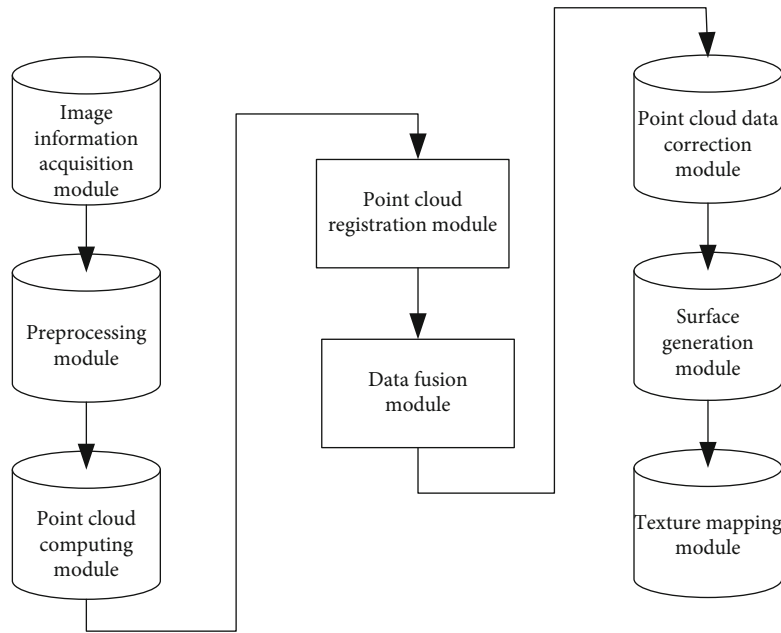 Image
information
acquisition
module
Preprocessing
module
Point cloud
computing
module
Point cloud
registration module
Data fusion
module
Point cloud data
correction
module
Surface
generation
module
Texture mapping
module